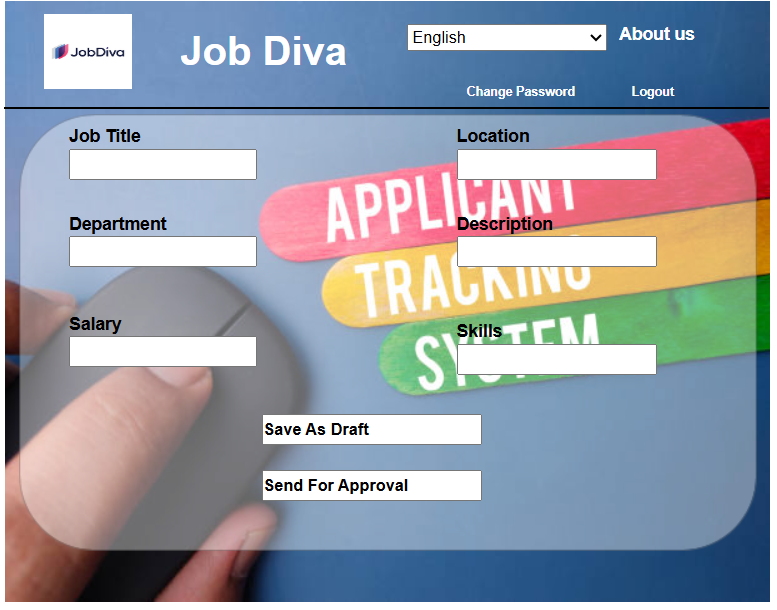 JobDiva
Job Diva
English
About us
Change Password
Logout
Job Title
Location
APPLICANT
Department
Description
TRACKING
Salary
Skills
SYSTEM
Save As Draft
Send For Approval